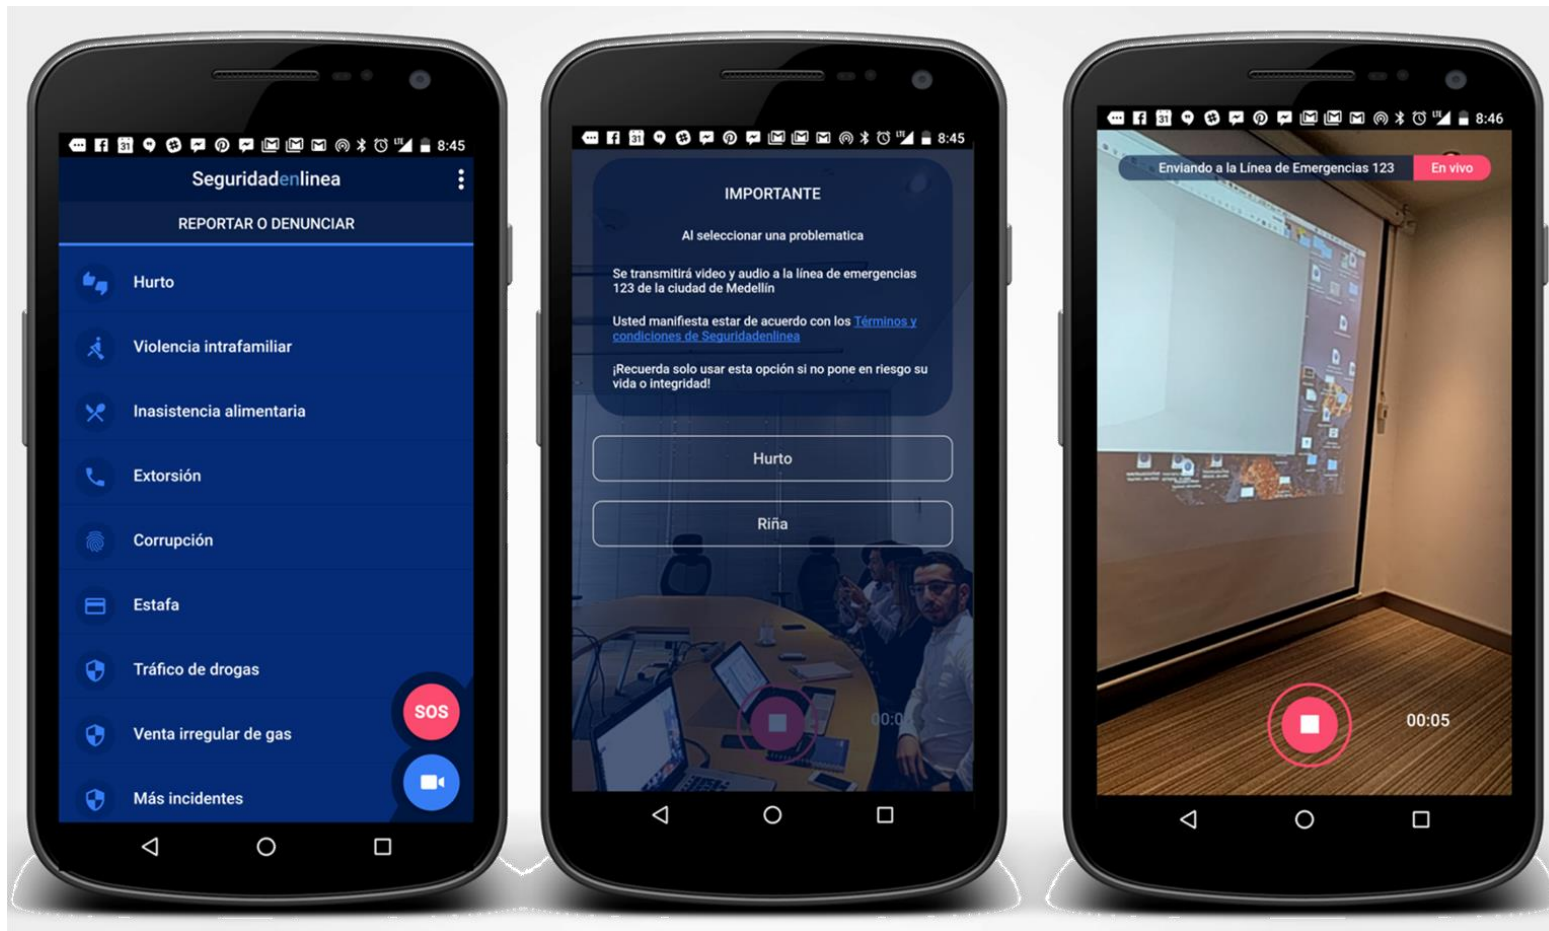 8:45
Seguridadenlinea
REPORTAR O DENUNCIAR
Hurto
Violencia intrafamiliar
Inasistencia alimentaria
Extorsión
Corrupción
Estafa
Tráfico de drogas
SOS
Venta irregular de gas
Más incidentes
31
LTE
8:45
IMPORTANTE
Al seleccionar una problematica
Se transmitirá video y audio a la línea de emergencias
123 de la ciudad de Medellín
Usted manifiesta estar de acuerdo con los Términos y
condiciones de Seguridadenlinea
¡Recuerda solo usar esta opción si no pone en riesgo su
vida o integridad!
Hurto
Riña
31
LTE
8:46
Enviando a la Línea de Emergencias 123
En vivo
00:05